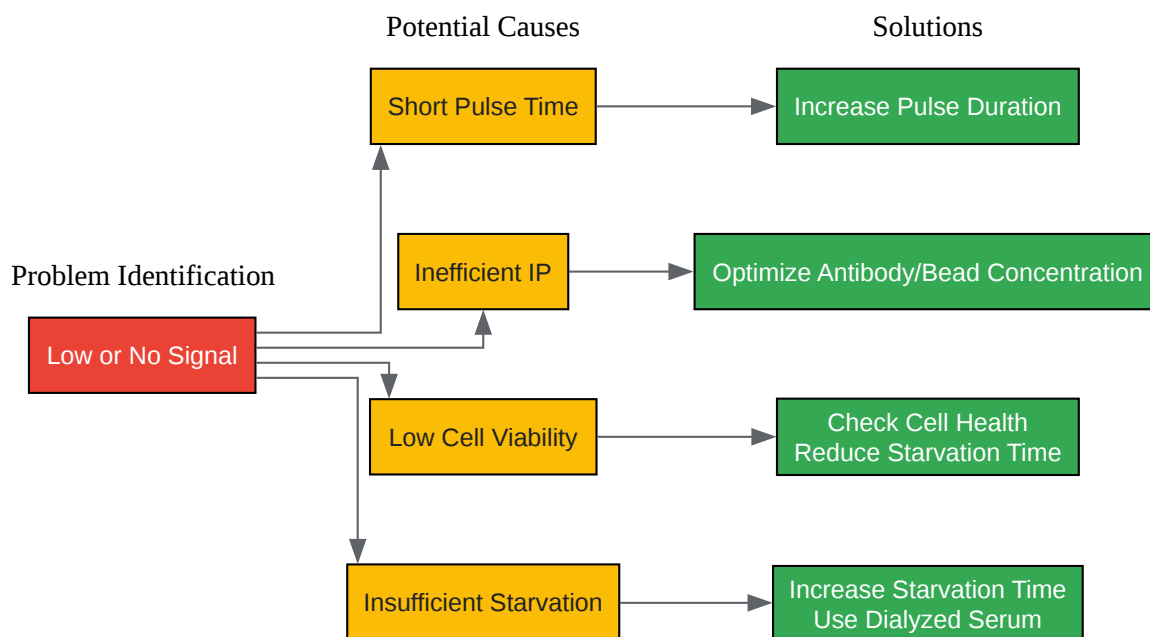 Potential Causes
Solutions
Short Pulse Time
Increase Pulse Duration
Inefficient IP
Optimize Antibody/Bead Concentration
Problem Identification
Low or No Signal
Low Cell Viability
Check Cell Health
Reduce Starvation Time
Insufficient Starvation
Increase Starvation Time
Use Dialyzed Serum